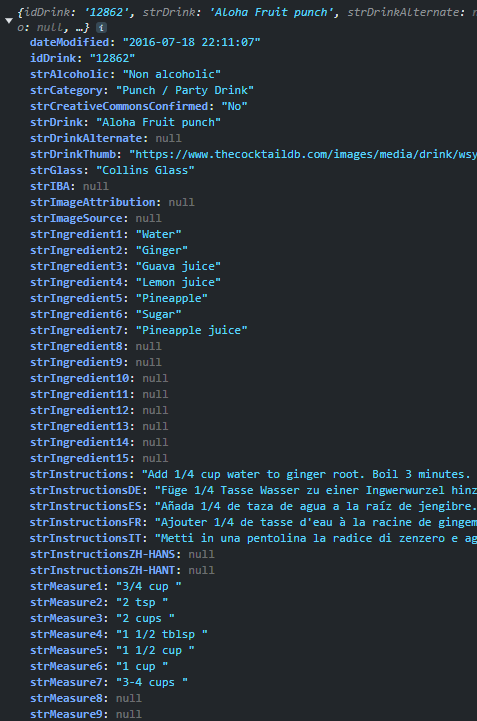 {idDrink: '12862', strDrink: 'Aloha Fruit punch', strDrinkAlternate: n
o: null, …} i
dateModified: "2016-07-18 22:11:07"
idDrink: "12862"
strAlcoholic: "Non alcoholic"
strCategory: "Punch / Party Drink"
strCreativeCommonsConfirmed: "No"
strDrink: "Aloha Fruit punch"
strDrinkAlternate: null
strDrinkThumb: "https://www.thecocktaildb.com/images/media/drink/wsy
strGlass: "Collins Glass"
strIBA: null
strImageAttribution: null
strImageSource: null
strIngredient1: "Water"
strIngredient2: "Ginger"
strIngredient3: "Guava juice"
strIngredient4: "Lemon juice"
strIngredient5: "Pineapple"
strIngredient6: "Sugar"
strIngredient7: "Pineapple juice"
strIngredient8: null
strIngredient9: null
strIngredient10: null
strIngredient11: null
strIngredient12: null
strIngredient13: null
strIngredient14: null
strIngredient15: null
strInstructions: "Add 1/4 cup water to ginger root. Boil 3 minutes.
strInstructionsDE: "Füge 1/4 Tasse Wasser zu einer Ingwerwurzel hinz
strInstructionsES: "Añada 1/4 de taza de agua a la raíz de jengibre.
strInstructionsFR: "Ajouter 1/4 de tasse d'eau à la racine de gingem
strInstructionsIT: "Metti in una pentolina la radice di zenzero e ag
strInstructionsZH-HANS: null
strInstructionsZH-HANT: null
strMeasure1: "3/4 cup "
strMeasure2: "2 tsp "
strMeasure3: "2 cups "
strMeasure4: "1 1/2 tblsp "
strMeasure5: "1 1/2 cup "
strMeasure6: "1 cup "
strMeasure7: "3-4 cups "
strMeasure8: null
strMeasure9: null